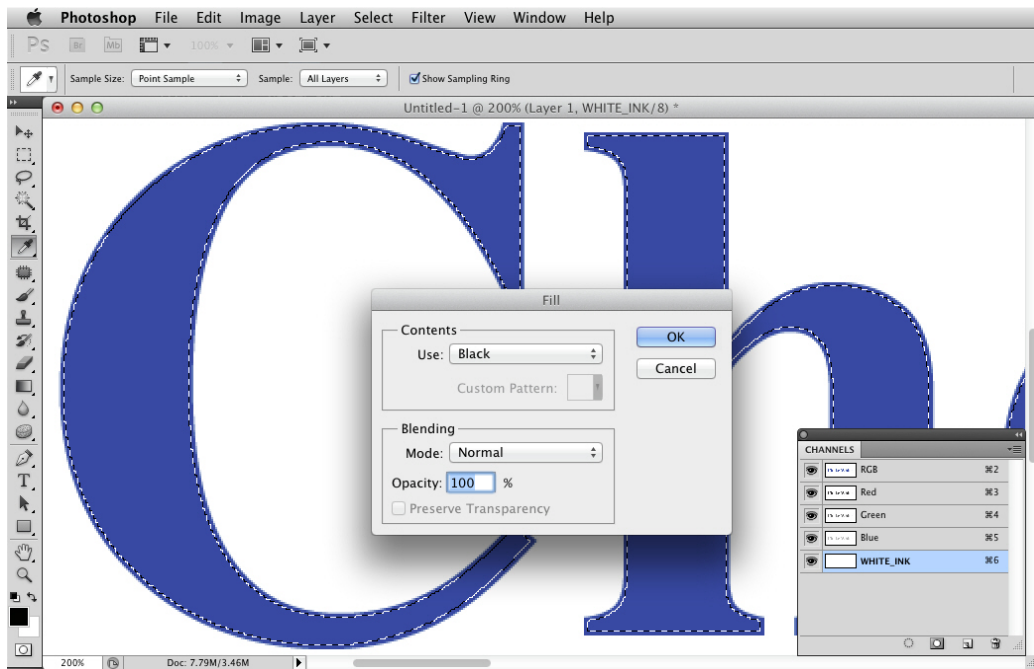 Photoshop File Edit Image Layer Select Filter View Window Help
Ps Br Mb 100%
Sample Size: Point Sample Sample: All Layers Show Sampling Ring
Untitled-1 @ 200% (Layer 1, WHITE_INK/8) *
Ch
Fill
Contents
Use: Black
Custom Pattern:
OK
Cancel
Blending
Mode: Normal
Opacity: 100 %
Preserve Transparency
CHANNELS
RGB ⌘2
Red ⌘3
Green ⌘4
Blue ⌘5
WHITE_INK ⌘6
200% Doc: 7.79M/3.46M